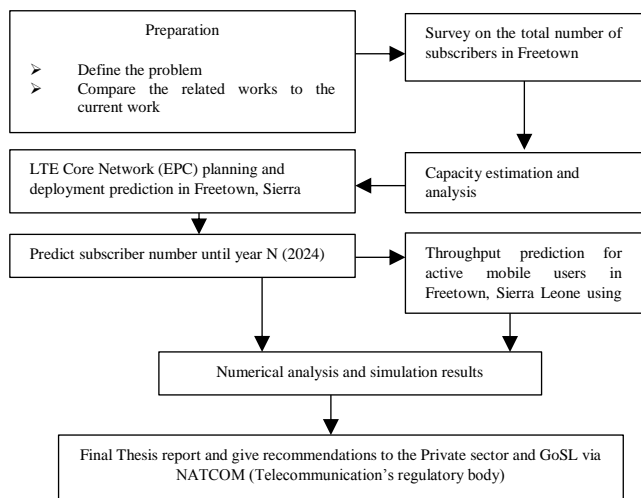 Preparation
➢ Define the problem
➢ Compare the related works to the
current work
Survey on the total number of
subscribers in Freetown
LTE Core Network (EPC) planning and
deployment prediction in Freetown, Sierra
Capacity estimation and
analysis
Predict subscriber number until year N (2024)
Throughput prediction for
active mobile users in
Freetown, Sierra Leone using
Numerical analysis and simulation results
Final Thesis report and give recommendations to the Private sector and GoSL via
NATCOM (Telecommunication’s regulatory body)